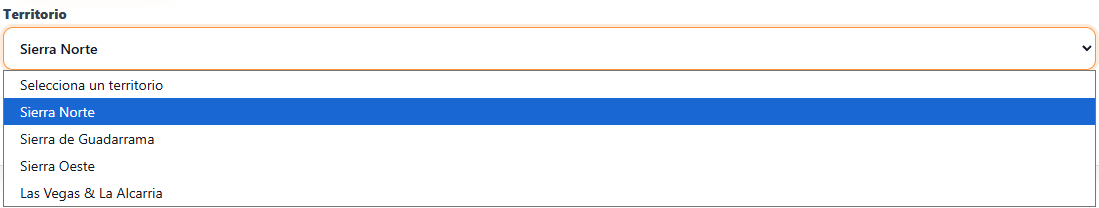 Territorio
Sierra Norte
Selecciona un territorio
Sierra Norte
Sierra de Guadarrama
Sierra Oeste
Las Vegas & La Alcarria